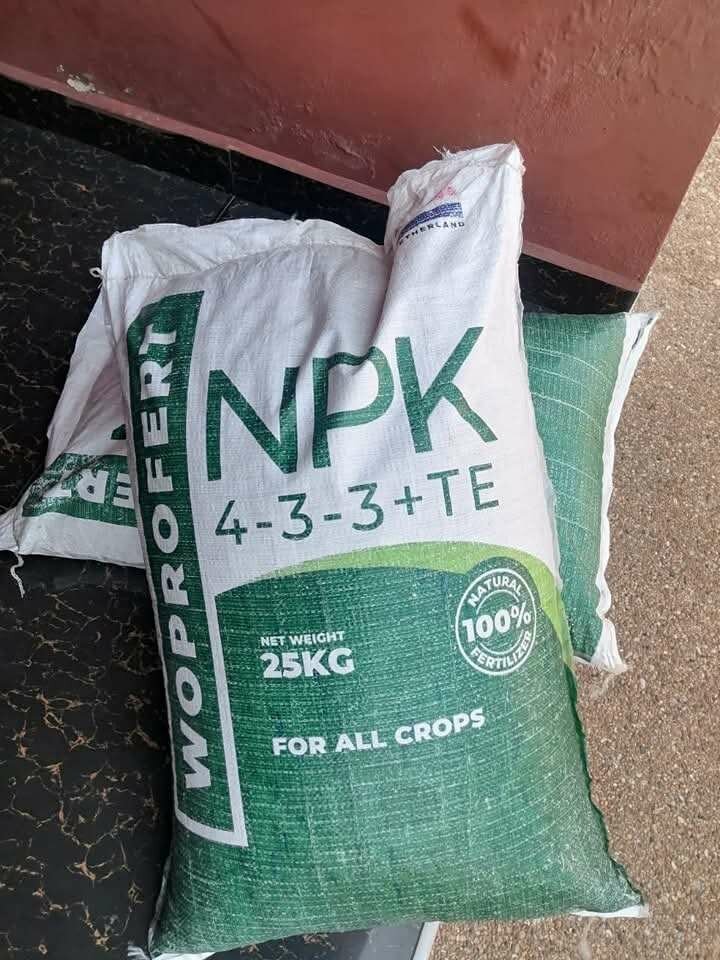 WOPROFERT
NPK
4-3-3+TE
NET WEIGHT
25KG
NATURAL
100%
FERTILIZER
FOR ALL CROPS